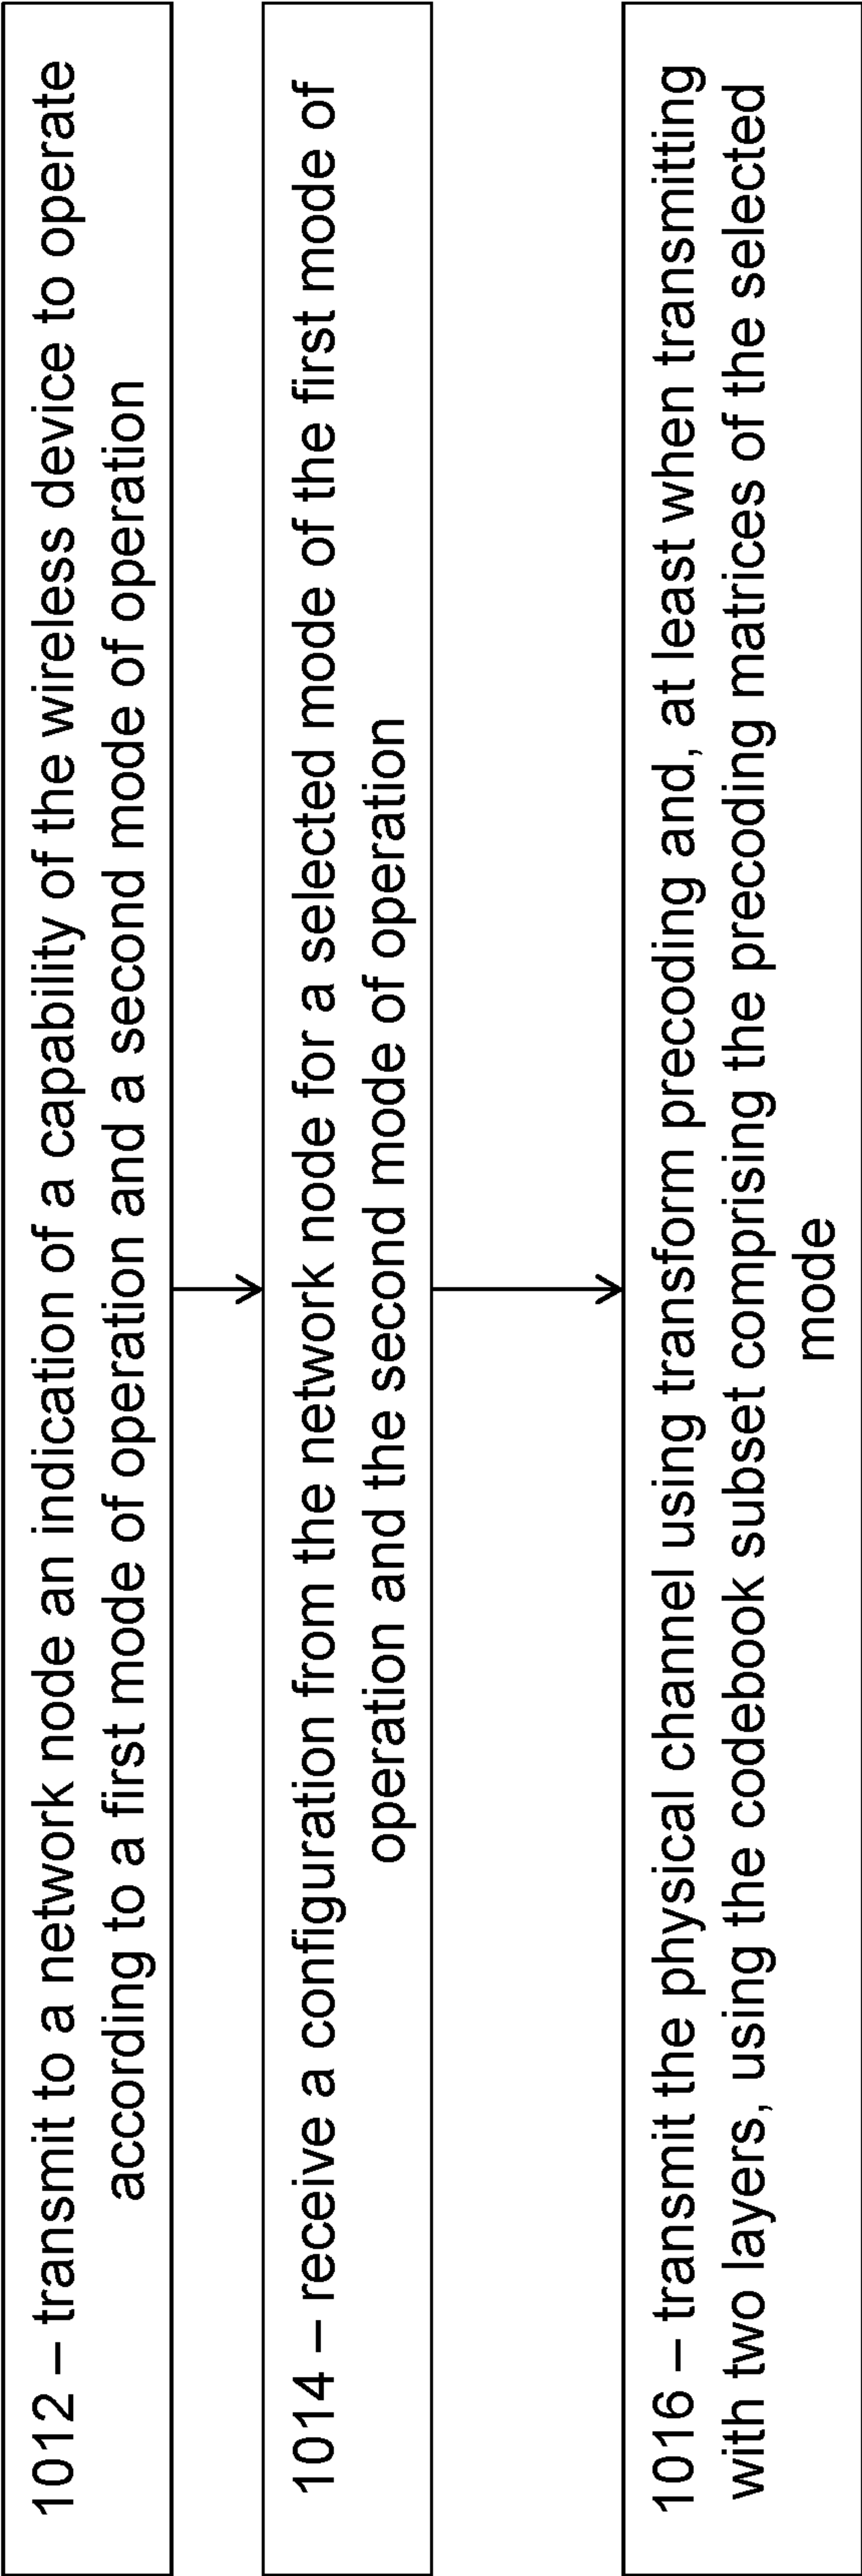 1012 – transmit to a network node an indication of a capability of the wireless device to operate
according to a first mode of operation and a second mode of operation
1014 – receive a configuration from the network node for a selected mode of the first mode of
operation and the second mode of operation
1016 – transmit the physical channel using transform precoding and, at least when transmitting
with two layers, using the codebook subset comprising the precoding matrices of the selected
mode